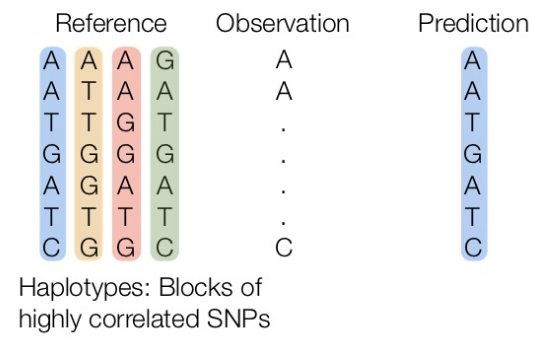 Reference Observation Prediction
A A A G A A
A T A A A A
T T G T . T
G G G G . G
A G A A . A
T T T T . T
C G G C C C
Haplotypes: Blocks of
highly correlated SNPs